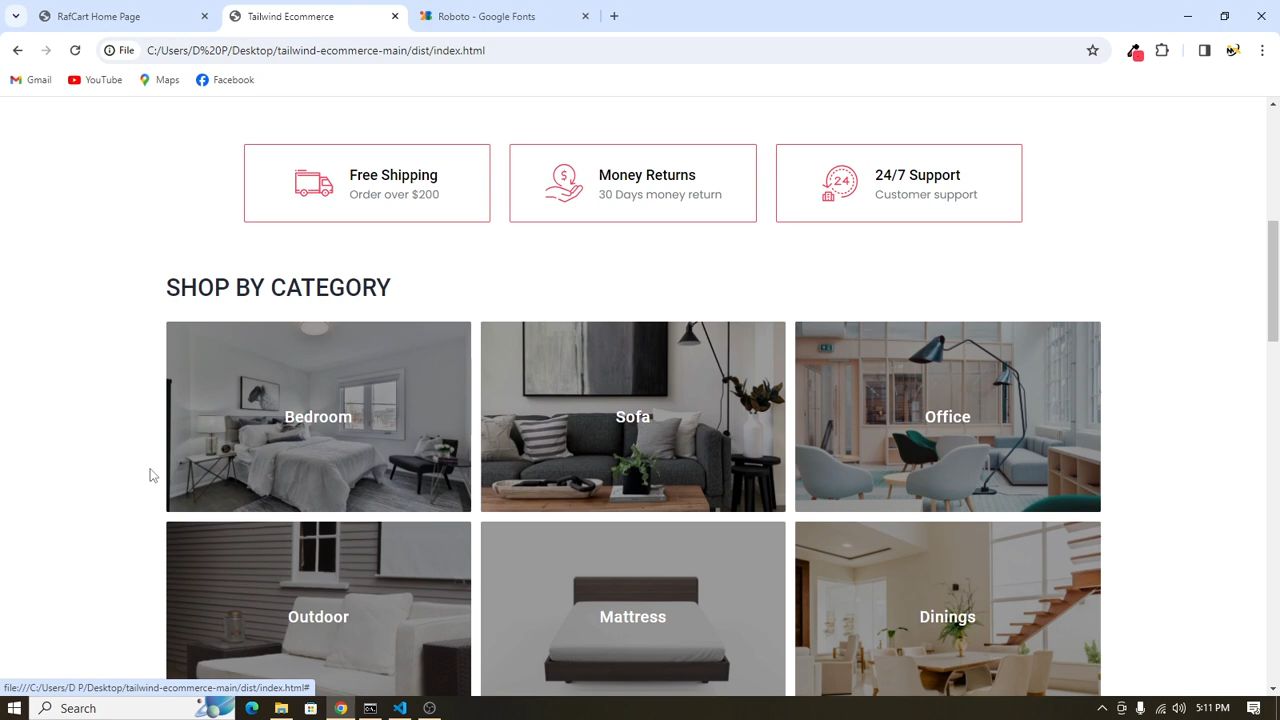 RafCart Home Page
Tailwind Ecommerce
Roboto - Google Fonts
File
C:/Users/D%20P/Desktop/tailwind-ecommerce-main/dist/index.html
Gmail
YouTube
Maps
Facebook
Free Shipping
Order over $200
$
Money Returns
30 Days money return
24
24/7 Support
Customer support
SHOP BY CATEGORY
Bedroom
Sofa
Office
Outdoor
Mattress
Dinings
file:///C:/Users/D P/Desktop/tailwind-ecommerce-main/dist/index.html#
Search
5:11 PM